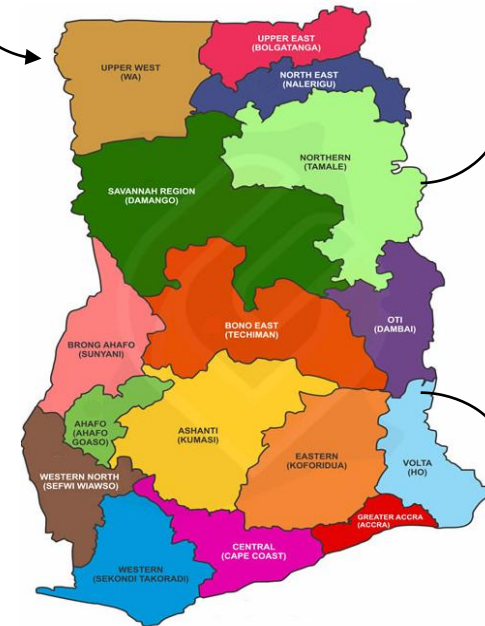 UPPER EAST
(BOLGATANGA)
UPPER WEST
(WA)
NORTH EAST
(NALERIGU)
NORTHERN
(TAMALE)
SAVANNAH REGION
(DAMANGO)
OTI
(DAMBAI)
BONO EAST
(TECHIMAN)
BRONG AHAFO
(SUNYANI)
AHAFO
(AHAFO
GOASO)
ASHANTI
(KUMASI)
EASTERN
(KOFORIDUA)
VOLTA
(HO)
WESTERN NORTH
(SEFWI WIAWSO)
GREATER ACCRA
(ACCRA)
CENTRAL
(CAPE COAST)
WESTERN
(SEKONDI TAKORADI)